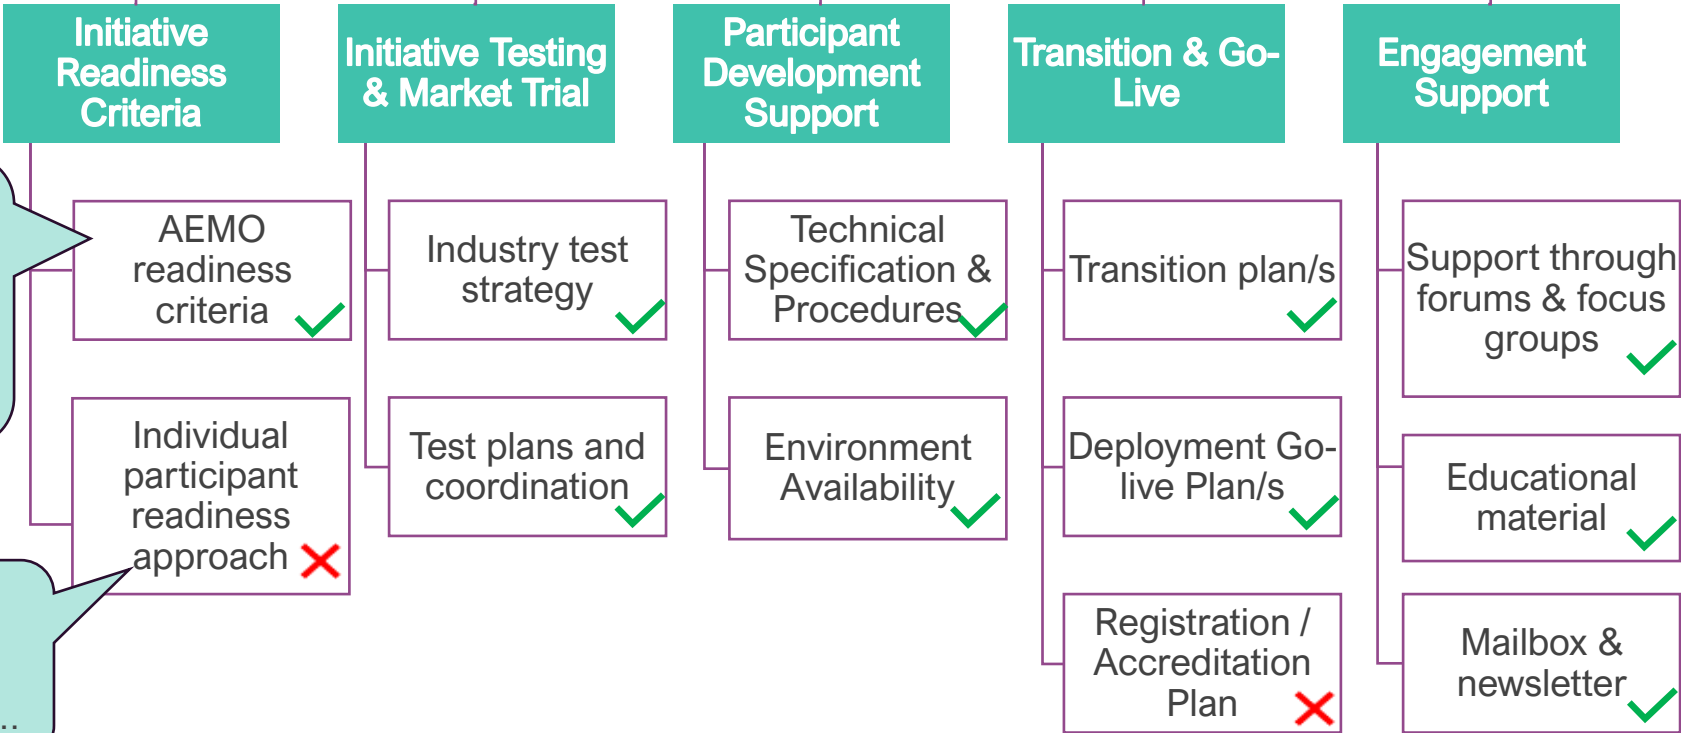 Initiative
Readiness
Criteria
Initiative Testing
& Market Trial
Participant
Development
Support
Transition & Go-
Live
Engagement
Support
AEMO
readiness
criteria
Individual
participant
readiness
approach
Industry test
strategy
Test plans and
coordination
Technical
Specification &
Procedures
Environment
Availability
Transition plan/s
Deployment Go-
live Plan/s
Registration /
Accreditation
Plan
Support through
forums & focus
groups
Educational
material
Mailbox &
newsletter
..